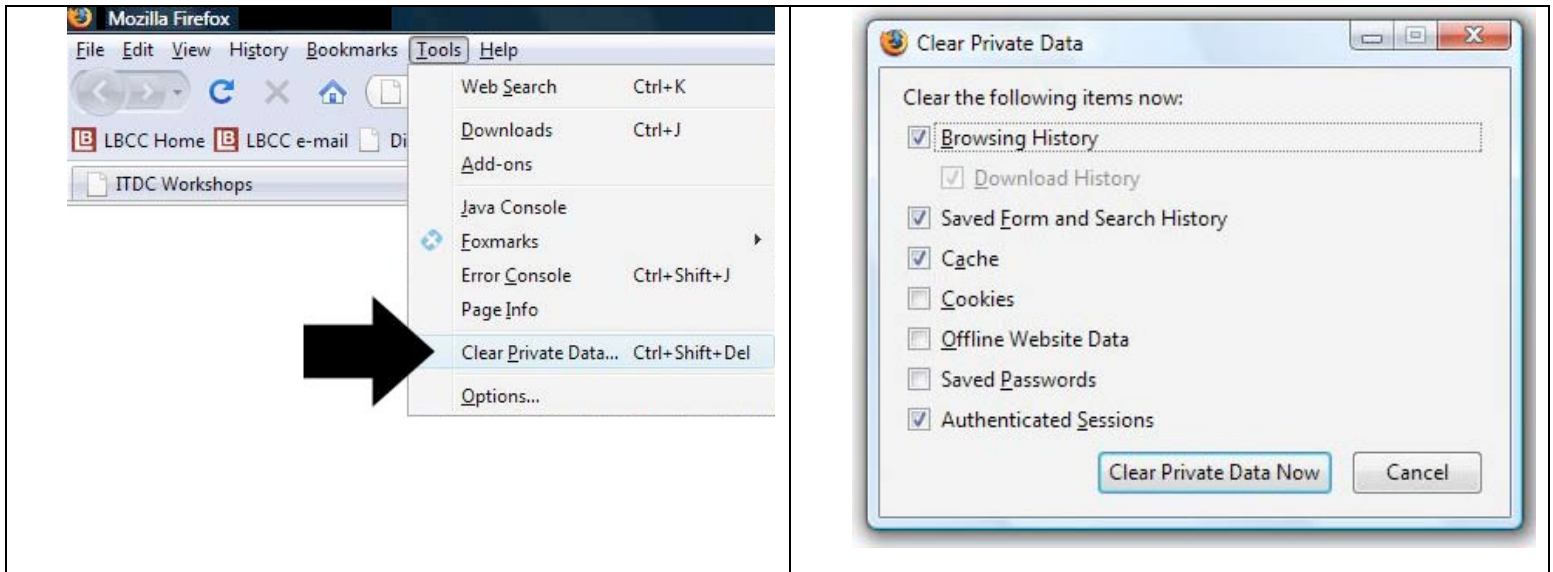 Mozilla Firefox
File Edit View History Bookmarks Tools Help
LBCC Home LBCC e-mail Di
ITDC Workshops
Web Search Ctrl+K
Downloads Ctrl+J
Add-ons
Java Console
Foxmarks
Error Console Ctrl+Shift+J
Page Info
Clear Private Data... Ctrl+Shift+Del
Options...
Clear Private Data
Clear the following items now:
Browsing History
Download History
Saved Form and Search History
Cache
Cookies
Offline Website Data
Saved Passwords
Authenticated Sessions
Clear Private Data Now Cancel